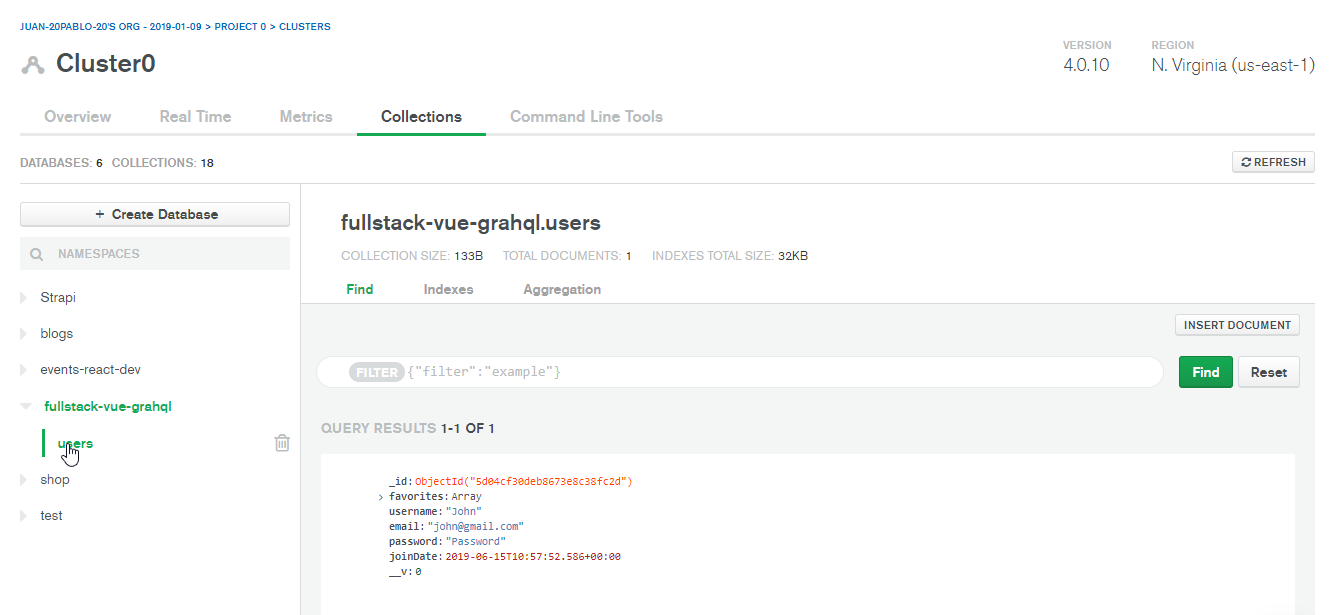 JUAN-20PABLO-20'S ORG - 2019-01-09 > PROJECT 0 > CLUSTERS
Cluster0
VERSION
4.0.10
REGION
N. Virginia (us-east-1)
Overview Real Time Metrics Collections Command Line Tools
DATABASES: 6 COLLECTIONS: 18
REFRESH
+ Create Database
NAMESPACES
Strapi
blogs
events-react-dev
fullstack-vue-grahql
users
shop
test
fullstack-vue-grahql.users
COLLECTION SIZE: 133B TOTAL DOCUMENTS: 1 INDEXES TOTAL SIZE: 32KB
Find Indexes Aggregation
INSERT DOCUMENT
FILTER {"filter":"example"}
Find Reset
QUERY RESULTS 1-1 OF 1
_id: ObjectId("5d04cf30deb8673e8c38fc2d")
> favorites: Array
username: "John"
email: "john@gmail.com"
password: "Password"
joinDate: 2019-06-15T10:57:52.586+00:00
__v: 0